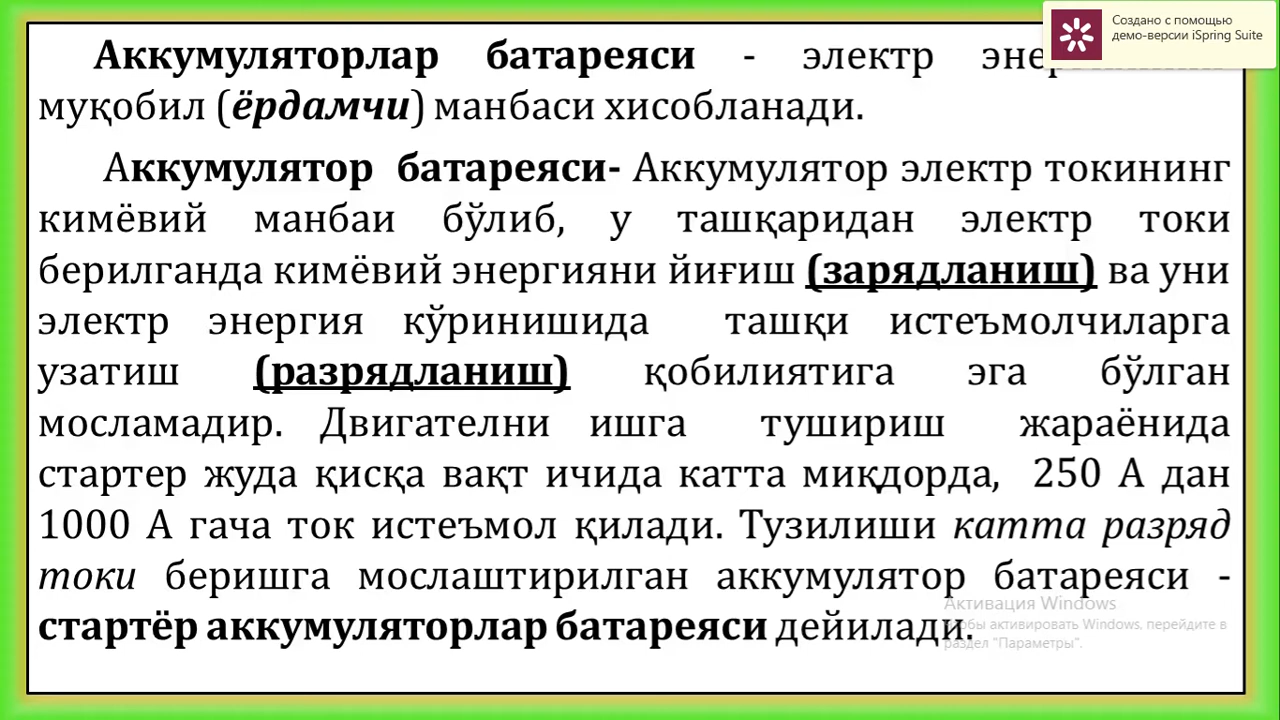 Создано с помощью
демо-версии iSpring Suite
Аккумуляторлар батареяси - электр
муқобил (ёрдамчи) манбаси хисобланади.
Аккумулятор батареяси- Аккумулятор электр токининг
кимёвий манбаи бўлиб, у ташқаридан электр токи
берилганда кимёвий энергияни йиғиш (зарядланиш) ва уни
электр энергия кўринишида ташқи истеъмолчиларга
узатиш (разрядланиш) қобилиятига эга бўлган
мосламадир. Двигателни ишга тушириш жараёнида
стартер жуда қисқа вақт ичида катта миқдорда, 250 А дан
1000 А гача ток истеъмол қилади. Тузилиши катта разряд
токи беришга мослаштирилган аккумулятор батареяси -
стартёр аккумуляторлар батареяси дейилади.
Активация Windows
активировать Windows, перейдите в
раздел "Параметры".